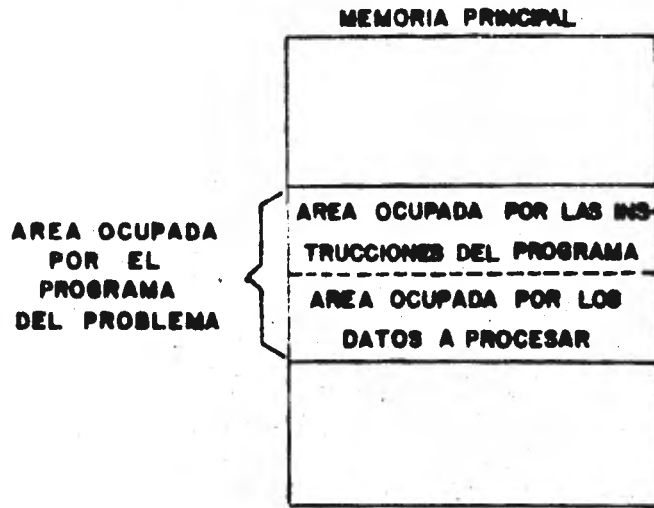 MEMORIA PRINCIPAL
AREA OCUPADA POR LAS INS-
TRUCCIONES DEL PROGRAMA
AREA OCUPADA POR LOS
DATOS A PROCESAR
AREA OCUPADA
POR EL
PROGRAMA
DEL PROBLEMA